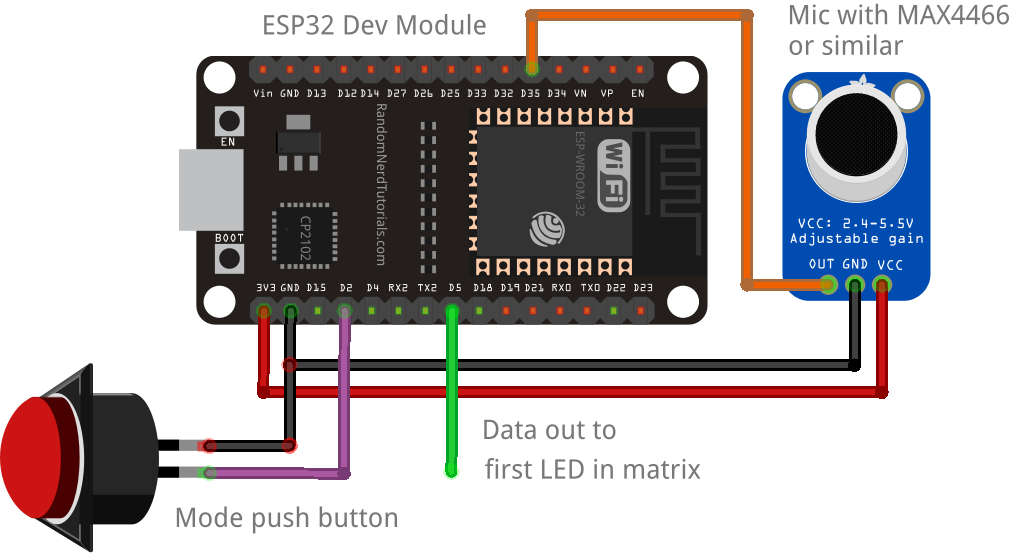 ESP32 Dev Module
Mic with MAX4466
or similar
Vin GND D13 D12 D14 D27 D26 D25 D33 D32 D35 D34 VN VP EN
EN
RandomNerdTutorials.com
ESP-WROOM-32
Wi Fi
CP2102
BOOT
VCC: 2.4-5.5V
Adjustable gain
OUT GND VCC
3V3 GND D15 D2 D4 RX2 TX2 D5 D18 D19 D21 RX0 TX0 D22 D23
Data out to
first LED in matrix
Mode push button